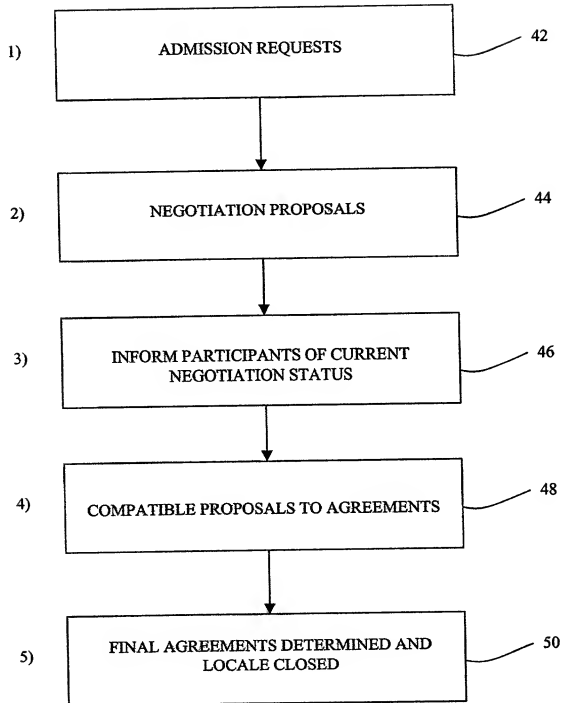 1) ADMISSION REQUESTS 42
2) NEGOTIATION PROPOSALS 44
3) INFORM PARTICIPANTS OF CURRENT
NEGOTIATION STATUS 46
4) COMPATIBLE PROPOSALS TO AGREEMENTS 48
5) FINAL AGREEMENTS DETERMINED AND
LOCALE CLOSED 50